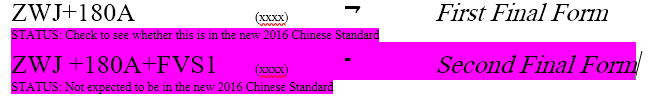 ZWJ+180A (xxxx) ¬ First Final Form
STATUS: Check to see whether this is in the new 2016 Chinese Standard
ZWJ +180A+FVS1 (xxxx) - Second Final Form
STATUS: Not expected to be in the new 2016 Chinese Standard